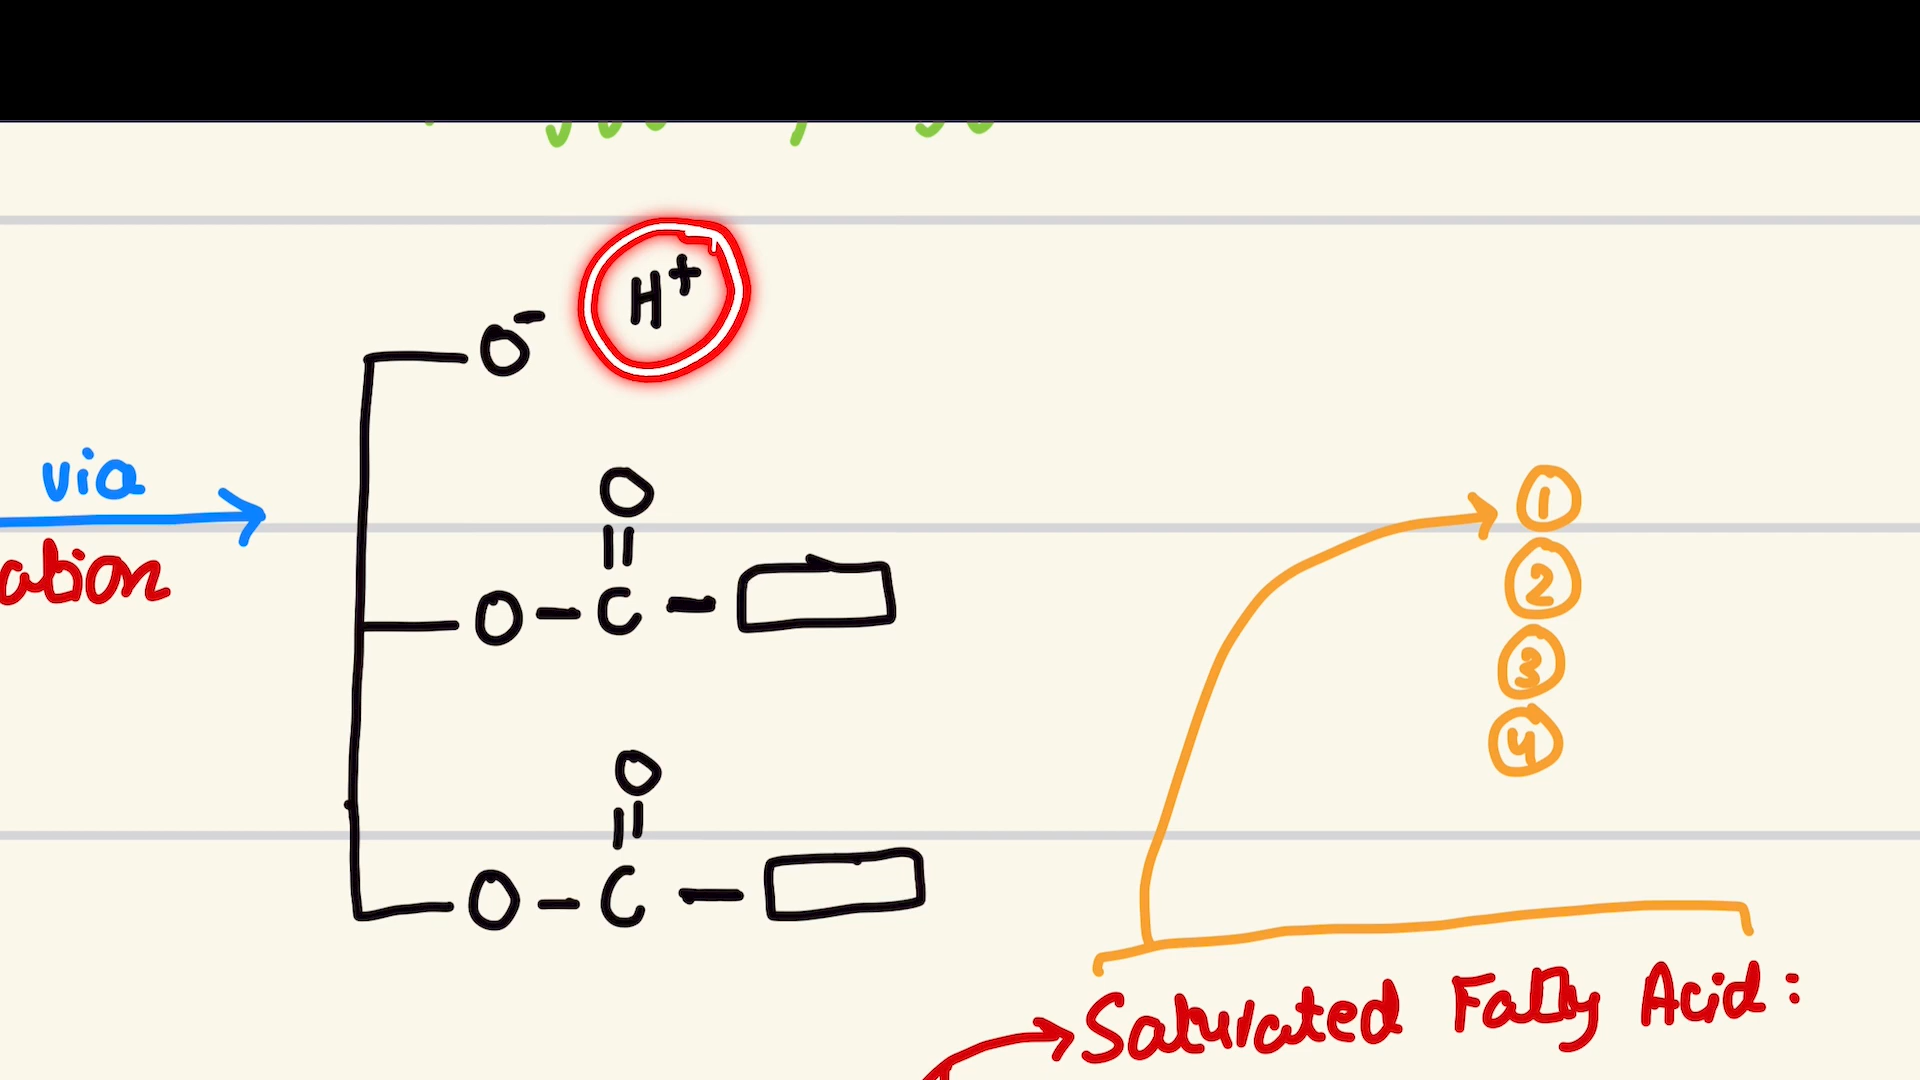 H+
O-
via
ation
O
||
O - C -
O
||
O - C -
1
2
3
4
Saturated Fatty Acid: